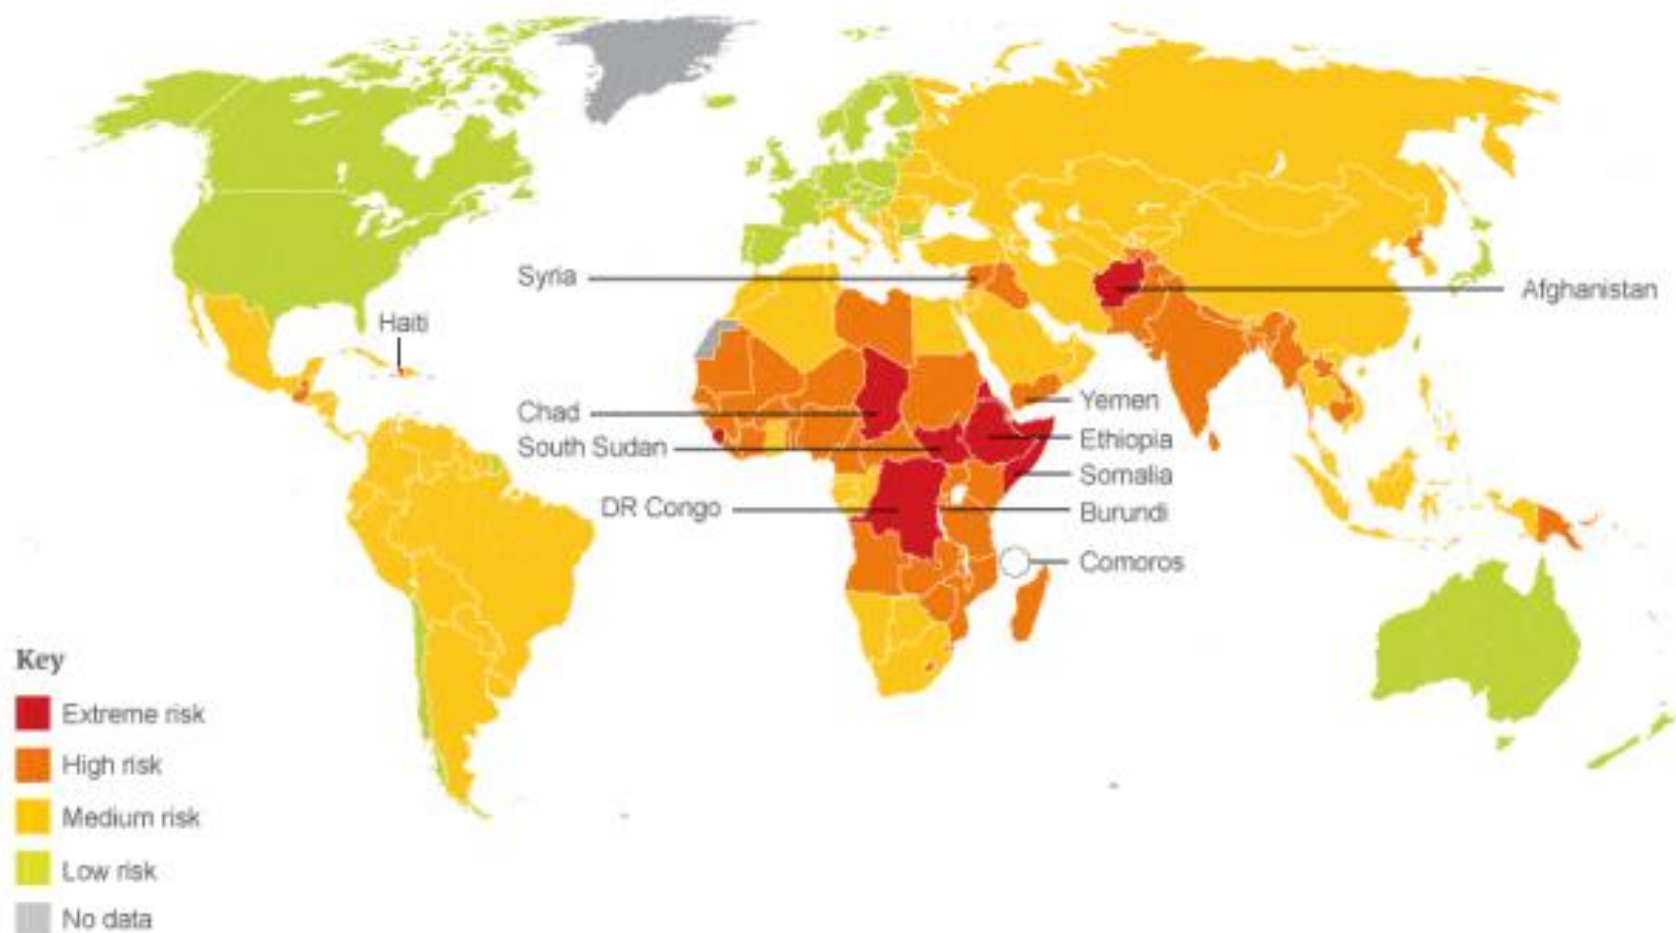 Syria
Afghanistan
Haiti
Chad
Yemen
South Sudan
Ethiopia
Somalia
DR Congo
Burundi
Comoros
Key
Extreme risk
High risk
Medium risk
Low risk
No data